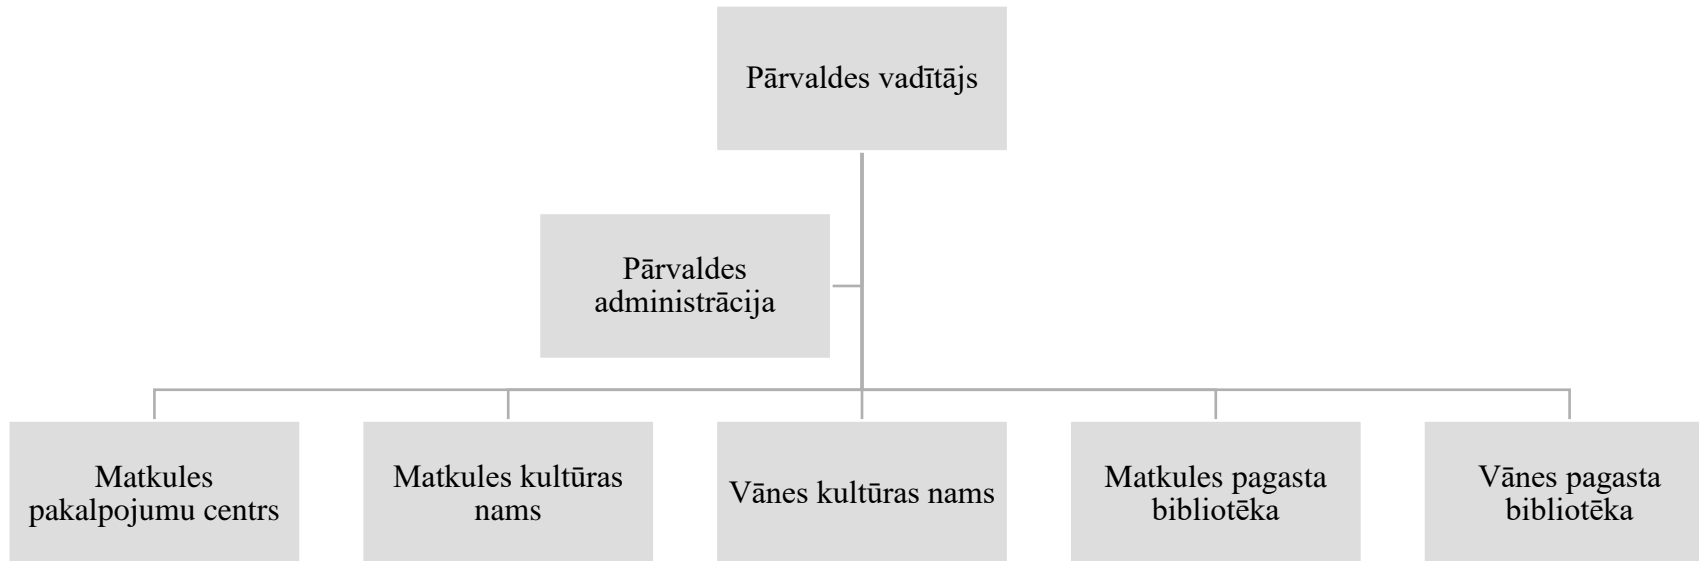 Pārvaldes vadītājs
Pārvaldes
administrācija
Matkules
pakalpojumu centrs
Matkules kultūras
nams
Vānes kultūras nams
Matkules pagasta
bibliotēka
Vānes pagasta
bibliotēka